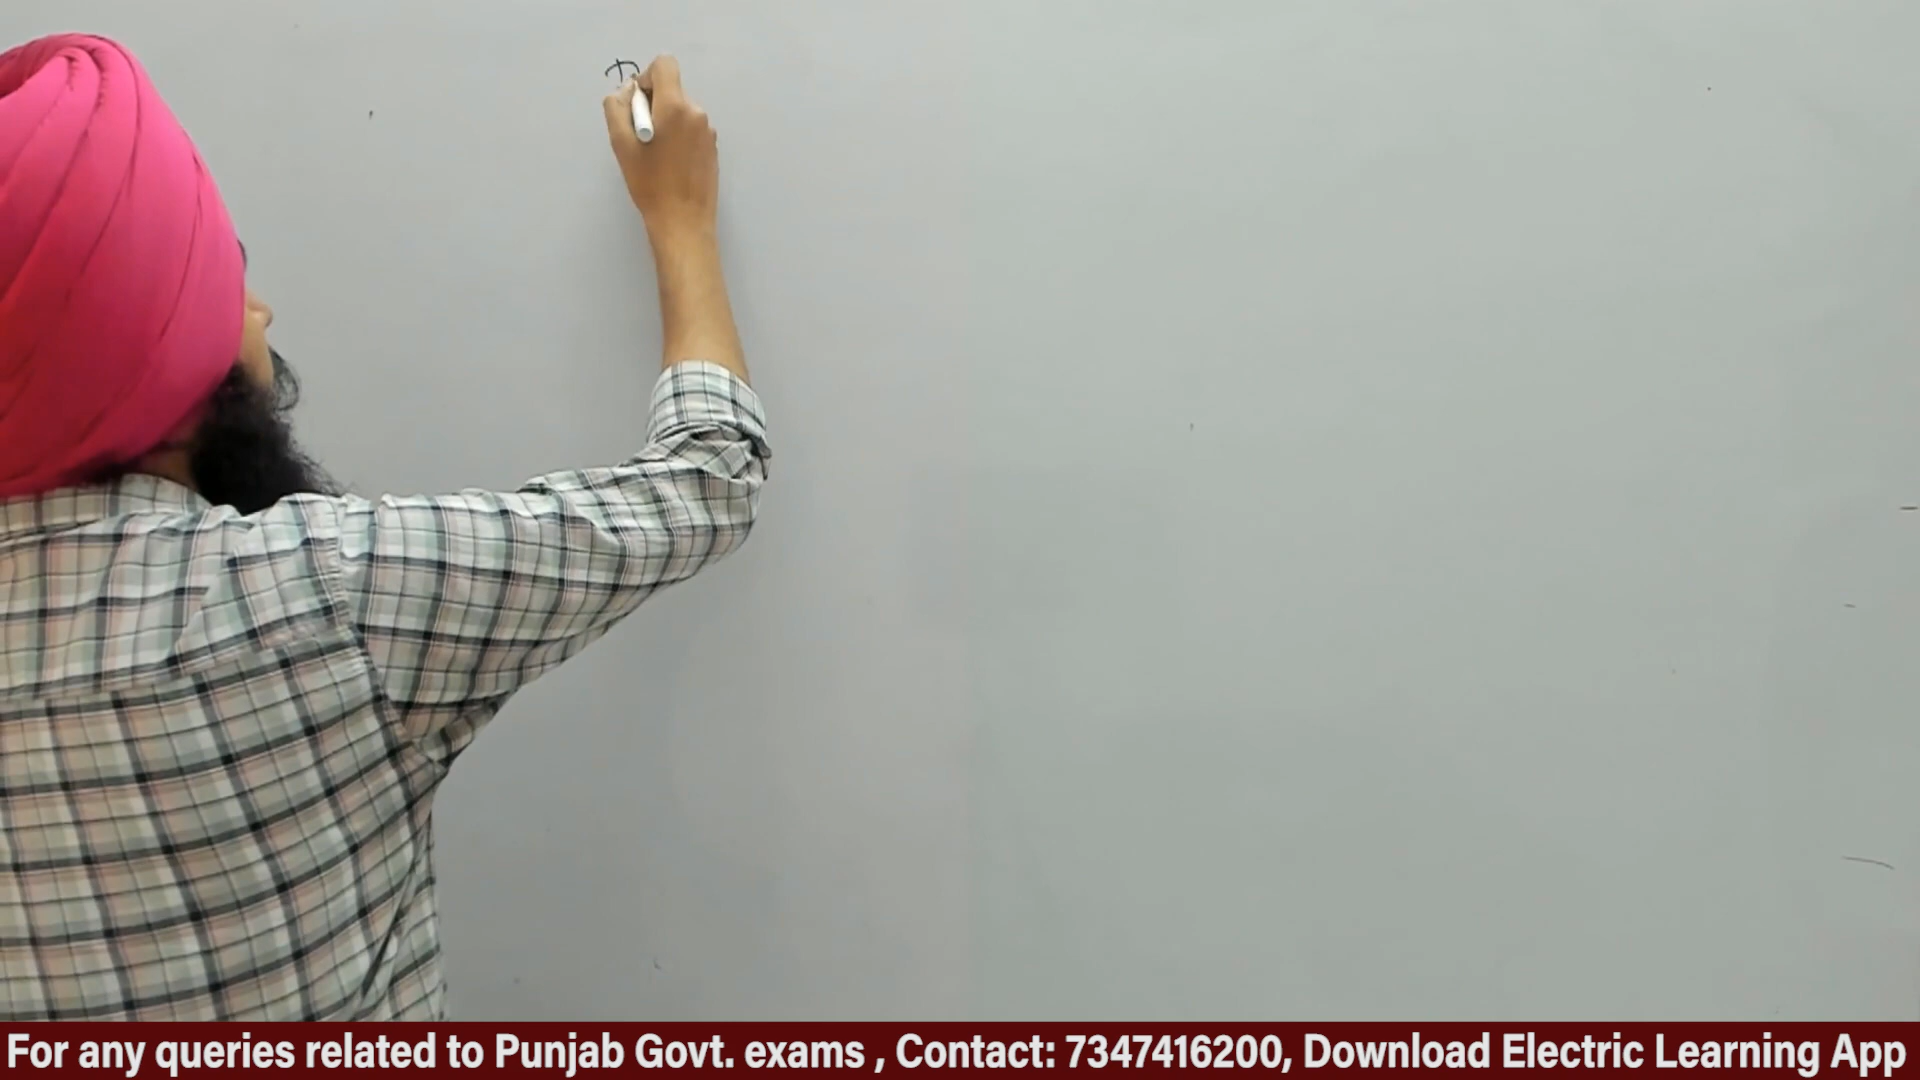 For any queries related to Punjab Govt. exams , Contact: 7347416200, Download Electric Learning App